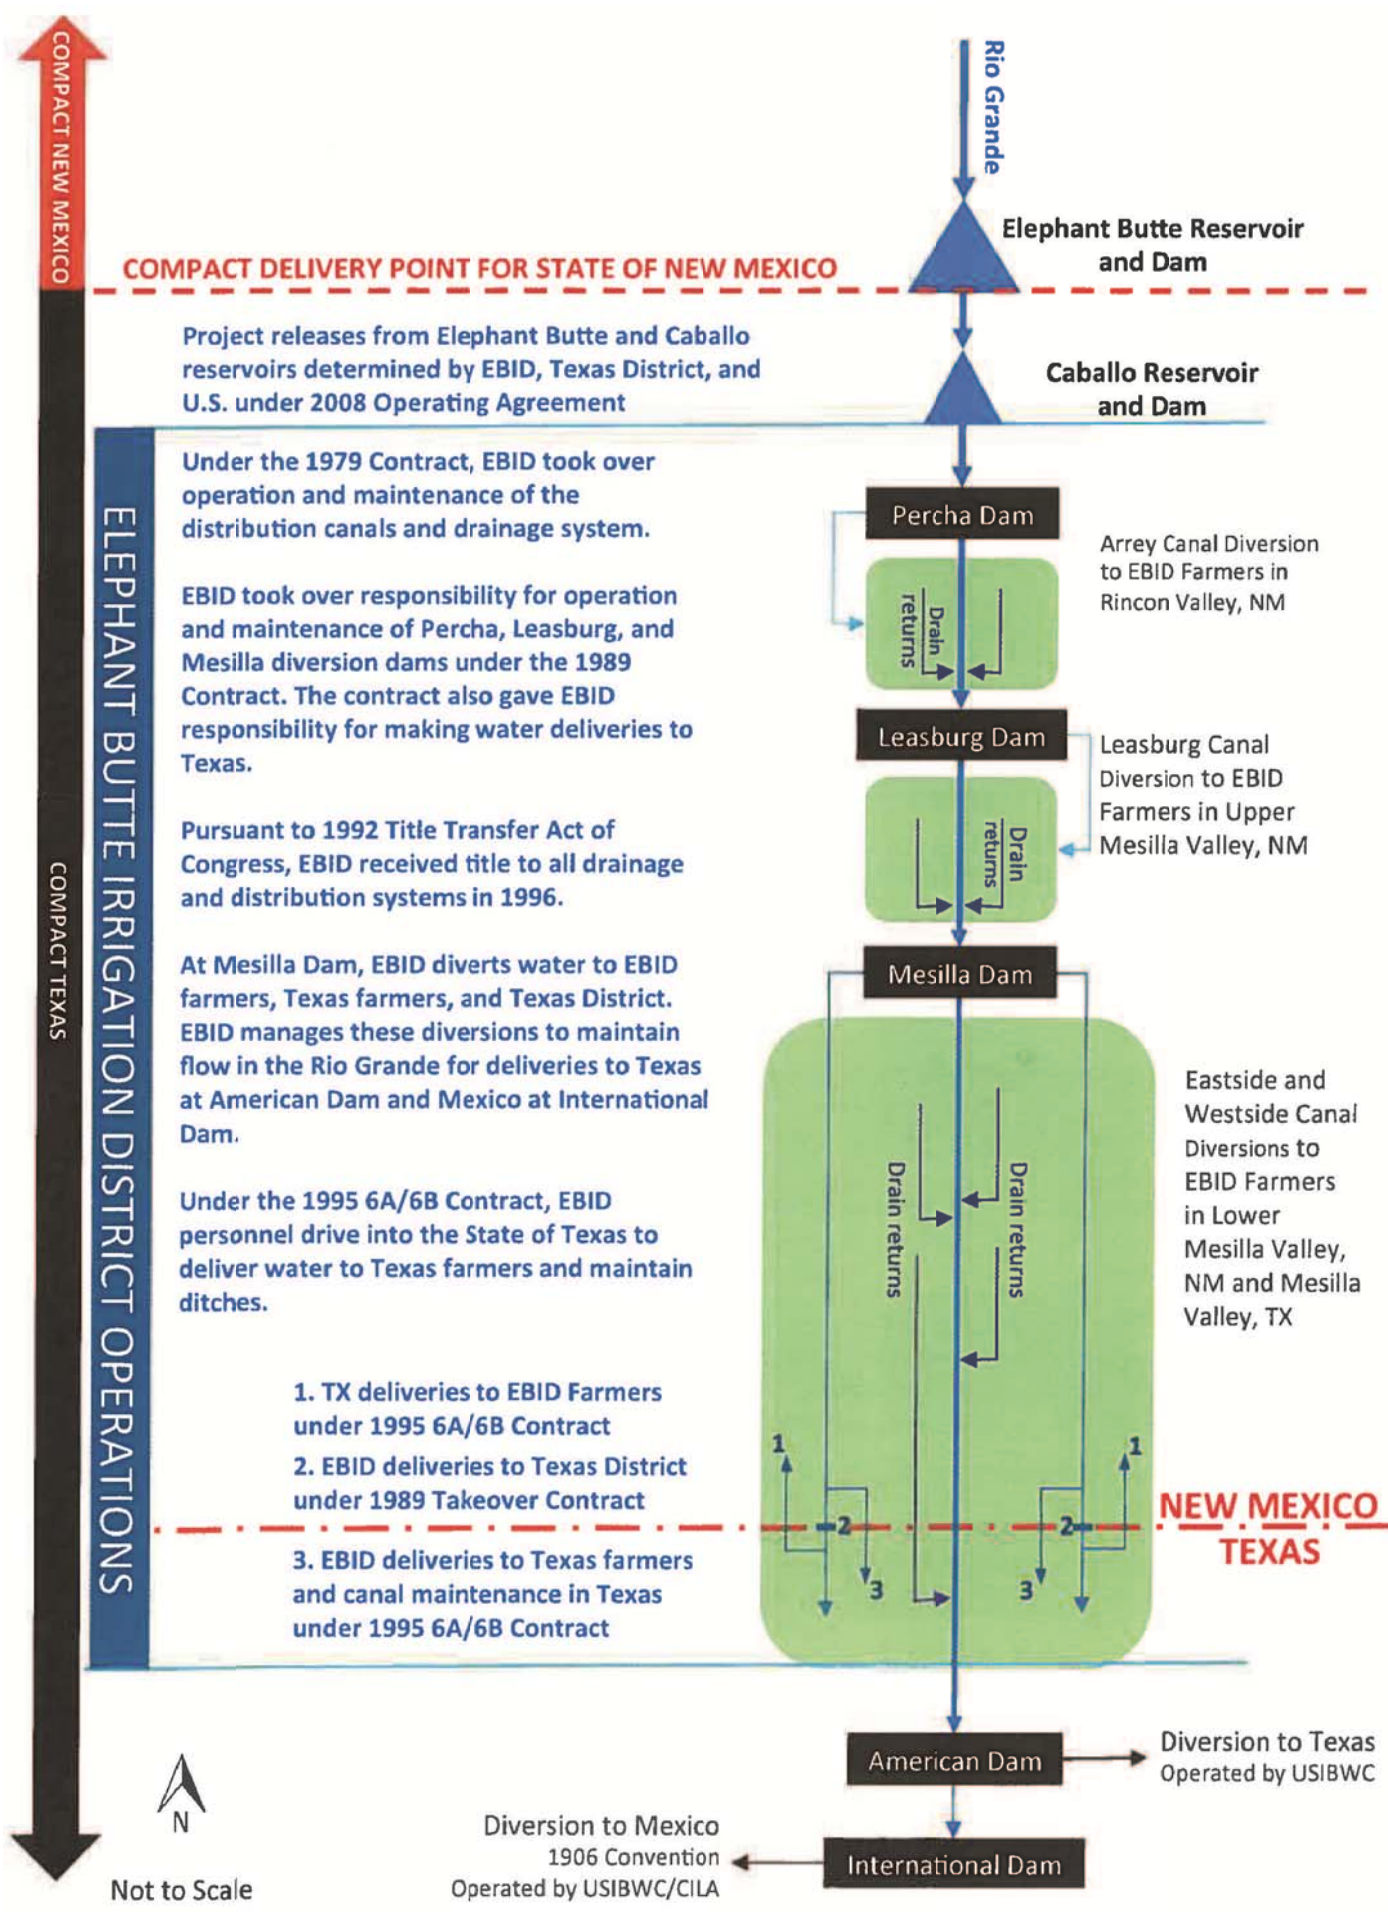 COMPACT NEW MEXICO
Rio Grande
Elephant Butte Reservoir
and Dam
COMPACT DELIVERY POINT FOR STATE OF NEW MEXICO
Project releases from Elephant Butte and Caballo
reservoirs determined by EBID, Texas District, and
U.S. under 2008 Operating Agreement
Caballo Reservoir
and Dam
COMPACT TEXAS
ELEPHANT BUTTE IRRIGATION DISTRICT OPERATIONS
Under the 1979 Contract, EBID took over
operation and maintenance of the
distribution canals and drainage system.
EBID took over responsibility for operation
and maintenance of Percha, Leasburg, and
Mesilla diversion dams under the 1989
Contract. The contract also gave EBID
responsibility for making water deliveries to
Texas.
Pursuant to 1992 Title Transfer Act of
Congress, EBID received title to all drainage
and distribution systems in 1996.
At Mesilla Dam, EBID diverts water to EBID
farmers, Texas farmers, and Texas District.
EBID manages these diversions to maintain
flow in the Rio Grande for deliveries to Texas
at American Dam and Mexico at International
Dam.
Under the 1995 6A/6B Contract, EBID
personnel drive into the State of Texas to
deliver water to Texas farmers and maintain
ditches.
1. TX deliveries to EBID Farmers
under 1995 6A/6B Contract
2. EBID deliveries to Texas District
under 1989 Takeover Contract
3. EBID deliveries to Texas farmers
and canal maintenance in Texas
under 1995 6A/6B Contract
Percha Dam
Arrey Canal Diversion
to EBID Farmers in
Rincon Valley, NM
Drain
returns
Leasburg Dam
Leasburg Canal
Diversion to EBID
Farmers in Upper
Mesilla Valley, NM
Drain
returns
Mesilla Dam
Eastside and
Westside Canal
Diversions to
EBID Farmers
in Lower
Mesilla Valley,
NM and Mesilla
Valley, TX
Drain returns
Drain returns
1
1
2
2
3
3
NEW MEXICO
TEXAS
American Dam
Diversion to Texas
Operated by USIBWC
International Dam
Diversion to Mexico
1906 Convention
Operated by USIBWC/CILA
N
Not to Scale